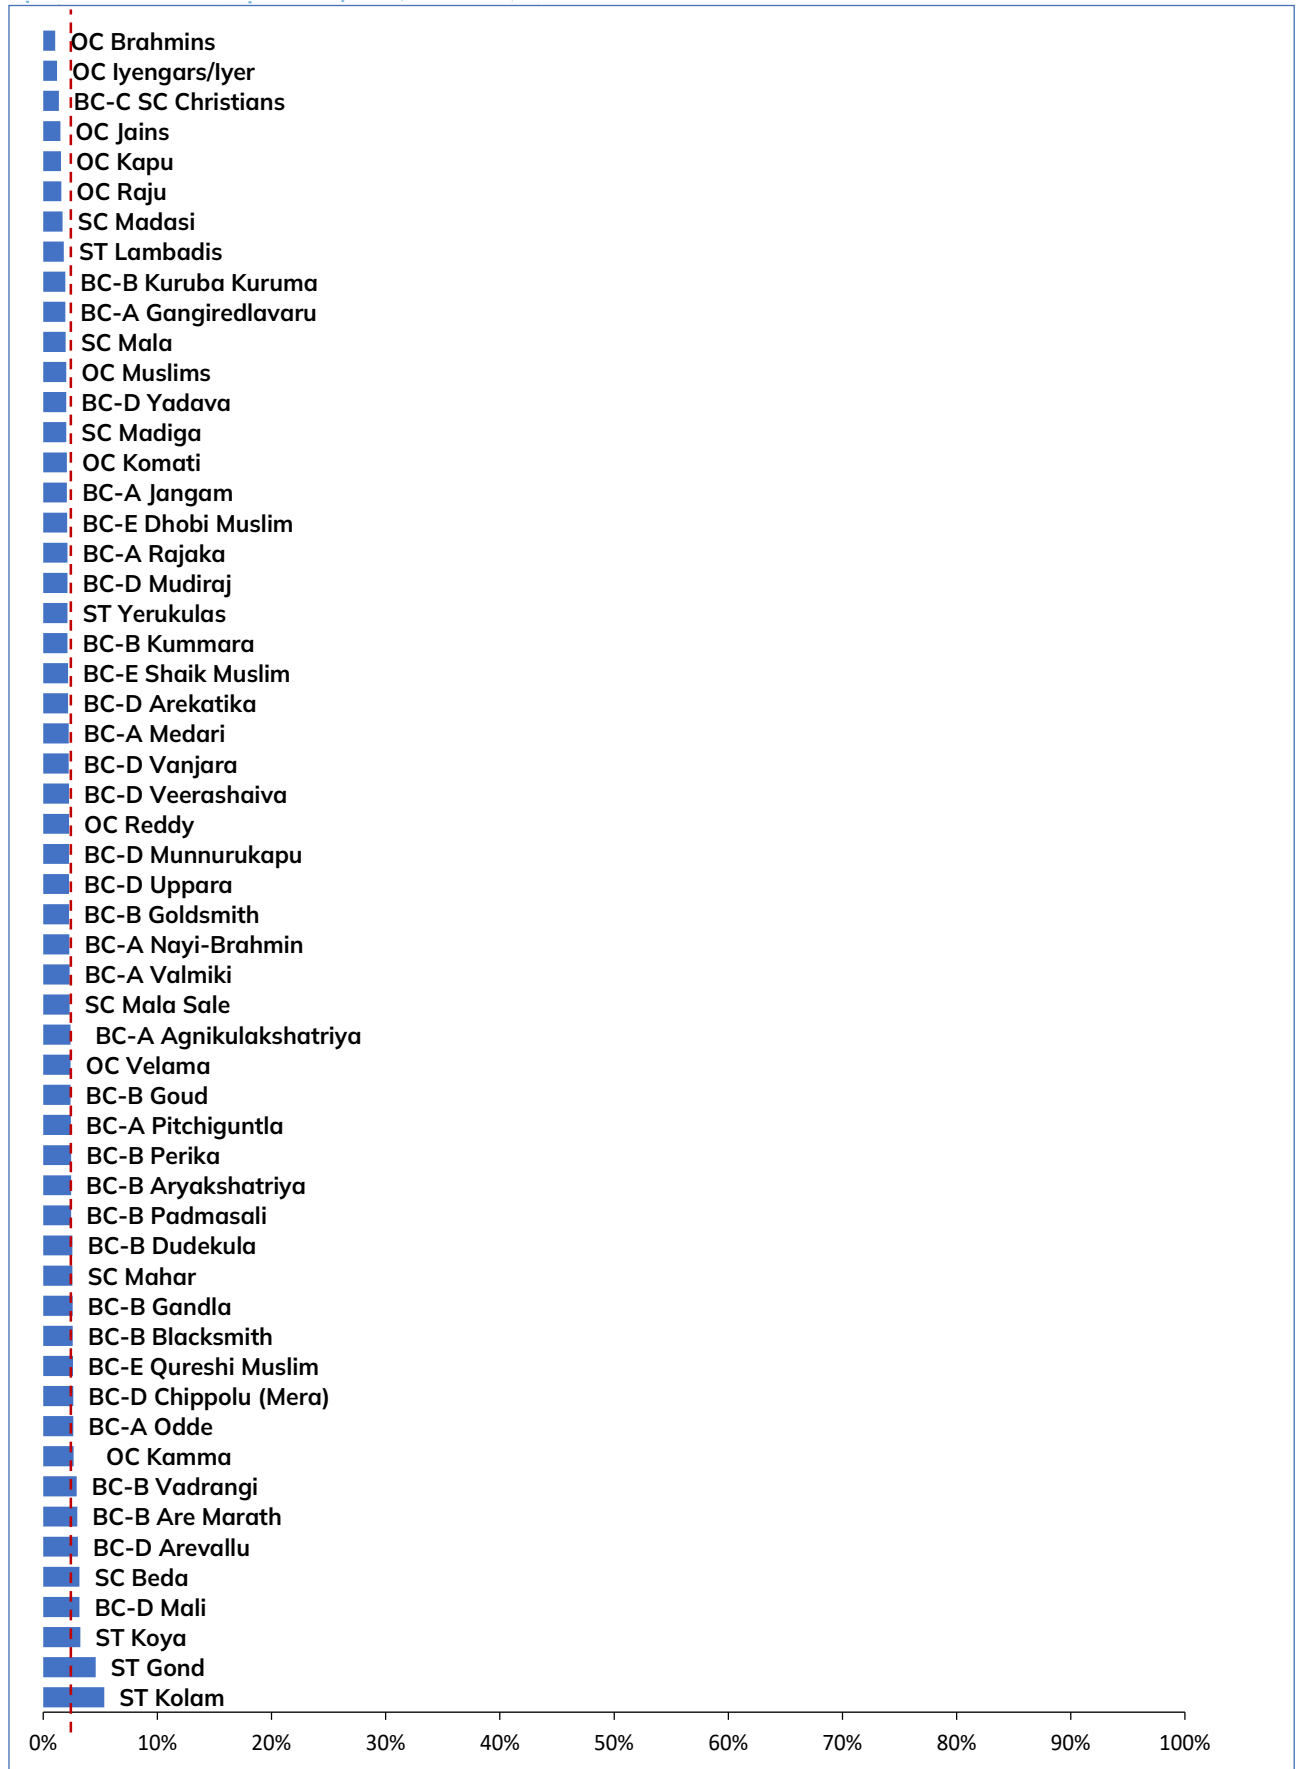 OC Brahmins
OC Iyengars/Iyer
BC-C SC Christians
OC Jains
OC Kapu
OC Raju
SC Madasi
ST Lambadis
BC-B Kuruba Kuruma
BC-A Gangiredlavaru
SC Mala
OC Muslims
BC-D Yadava
SC Madiga
OC Komati
BC-A Jangam
BC-E Dhobi Muslim
BC-A Rajaka
BC-D Mudiraj
ST Yerukulas
BC-B Kummara
BC-E Shaik Muslim
BC-D Arekatika
BC-A Medari
BC-D Vanjara
BC-D Veerashaiva
OC Reddy
BC-D Munnurukapu
BC-D Uppara
BC-B Goldsmith
BC-A Nayi-Brahmin
BC-A Valmiki
SC Mala Sale
BC-A Agnikulakshatriya
OC Velama
BC-B Goud
BC-A Pitchiguntla
BC-B Perika
BC-B Aryakshatriya
BC-B Padmasali
BC-B Dudekula
SC Mahar
BC-B Gandla
BC-B Blacksmith
BC-E Qureshi Muslim
BC-D Chippolu (Mera)
BC-A Odde
OC Kamma
BC-B Vadrangi
BC-B Are Marath
BC-D Arevallu
SC Beda
BC-D Mali
ST Koya
ST Gond
ST Kolam
0% 10% 20% 30% 40% 50% 60% 70% 80% 90% 100%